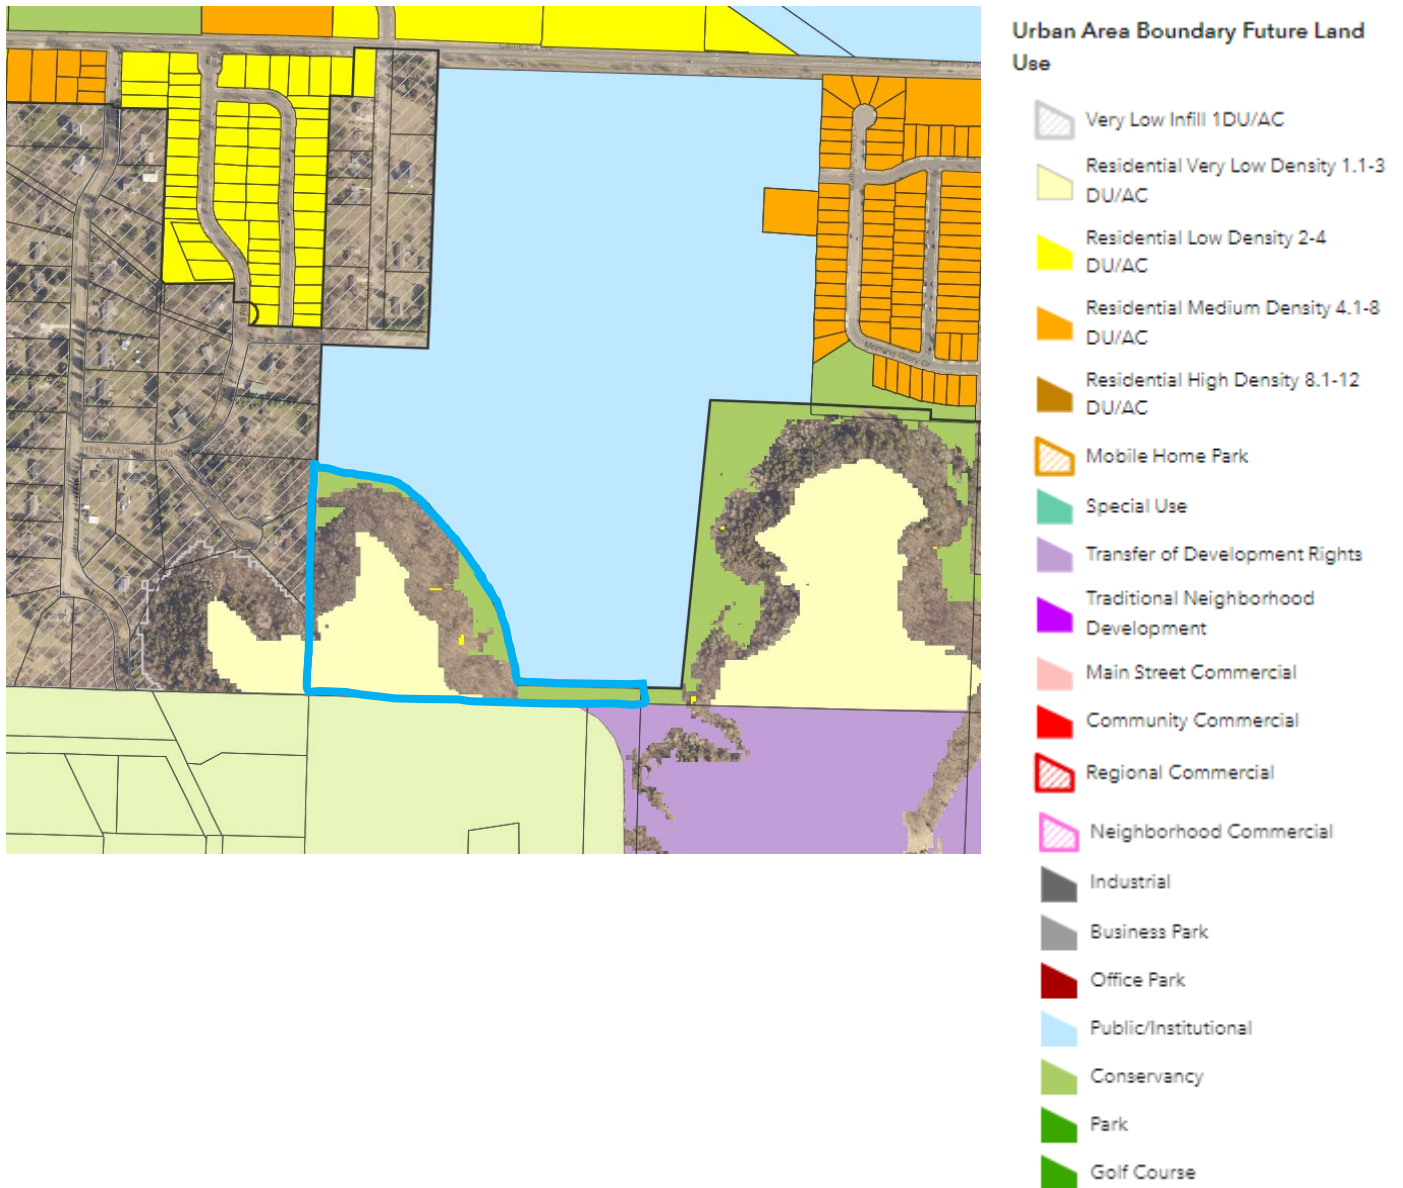 Urban Area Boundary Future Land
Use
Very Low Infill 1DU/AC
Residential Very Low Density 1.1-3
DU/AC
Residential Low Density 2-4
DU/AC
Residential Medium Density 4.1-8
DU/AC
Residential High Density 8.1-12
DU/AC
Mobile Home Park
Special Use
Transfer of Development Rights
Traditional Neighborhood
Development
Main Street Commercial
Community Commercial
Regional Commercial
Neighborhood Commercial
Industrial
Business Park
Office Park
Public/Institutional
Conservancy
Park
Golf Course
Morning Glory Dr